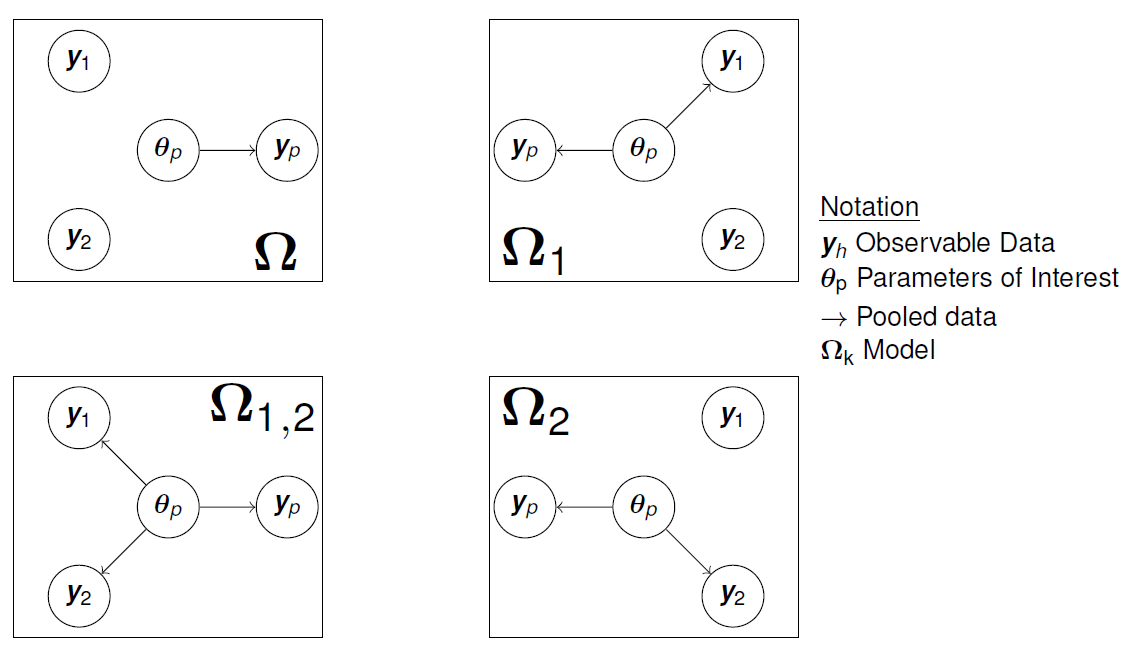 y₁
θₚ
yₚ
y₂
Ω
y₁
yₚ
θₚ
y₂
Ω₁
Notation
yₕ Observable Data
θₚ Parameters of Interest
→ Pooled data
Ωₖ Model
y₁
Ω₁,₂
θₚ
yₚ
y₂
Ω₂
y₁
yₚ
θₚ
y₂